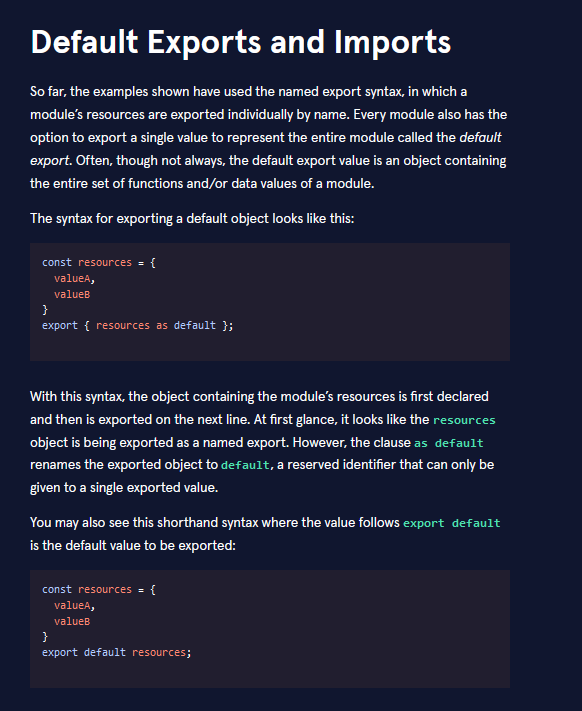 Default Exports and Imports
So far, the examples shown have used the named export syntax, in which a
module’s resources are exported individually by name. Every module also has the
option to export a single value to represent the entire module called the default
export. Often, though not always, the default export value is an object containing
the entire set of functions and/or data values of a module.
The syntax for exporting a default object looks like this:
const resources = {
  valueA,
  valueB
}
export { resources as default };
With this syntax, the object containing the module’s resources is first declared
and then is exported on the next line. At first glance, it looks like the resources
object is being exported as a named export. However, the clause as default
renames the exported object to default, a reserved identifier that can only be
given to a single exported value.
You may also see this shorthand syntax where the value follows export default
is the default value to be exported:
const resources = {
  valueA,
  valueB
}
export default resources;